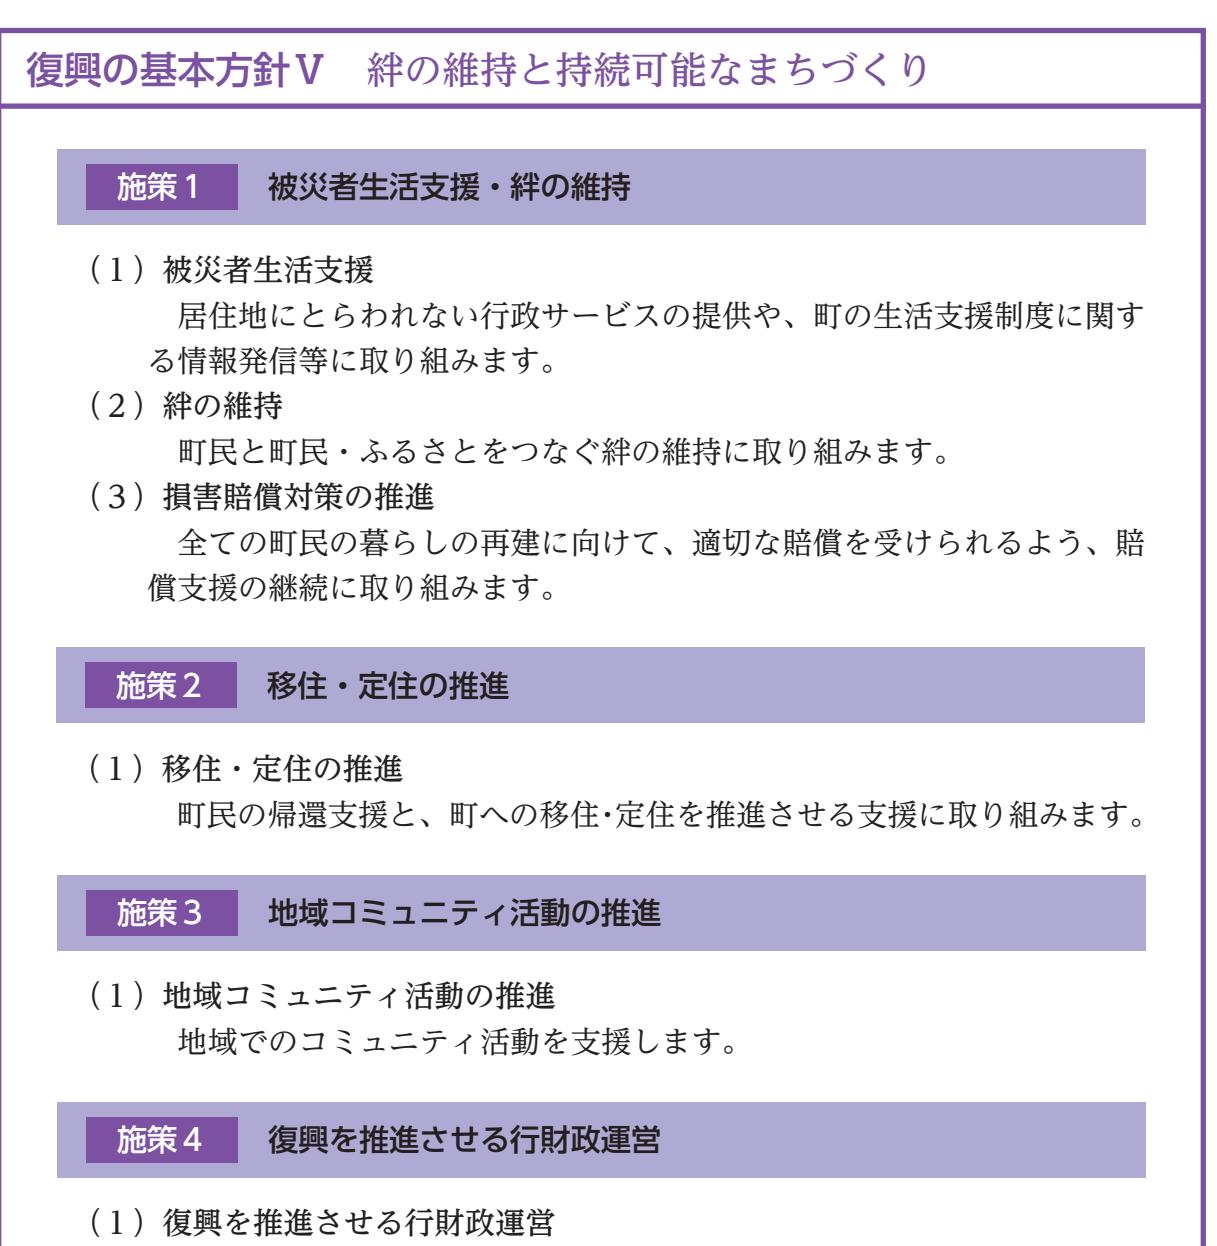 復興の基本方針Ⅴ　絆の維持と持続可能なまちづくり
施策１　被災者生活支援・絆の維持
（１）被災者生活支援
居住地にとらわれない行政サービスの提供や、町の生活支援制度に関す
る情報発信等に取り組みます。
（２）絆の維持
町民と町民・ふるさとをつなぐ絆の維持に取り組みます。
（３）損害賠償対策の推進
全ての町民の暮らしの再建に向けて、適切な賠償を受けられるよう、賠
償支援の継続に取り組みます。
施策２　移住・定住の推進
（１）移住・定住の推進
町民の帰還支援と、町への移住･定住を推進させる支援に取り組みます。
施策３　地域コミュニティ活動の推進
（１）地域コミュニティ活動の推進
地域でのコミュニティ活動を支援します。
施策４　復興を推進させる行財政運営
（１）復興を推進させる行財政運営